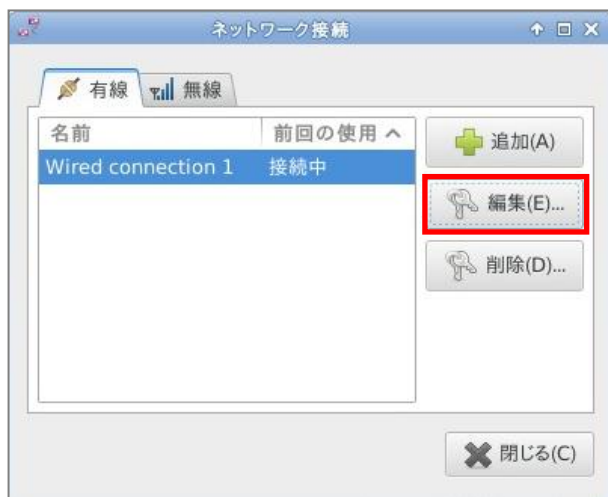 ネットワーク接続
有線 無線
名前 前回の使用
Wired connection 1 接続中
追加(A)
編集(E)...
削除(D)...
閉じる(C)